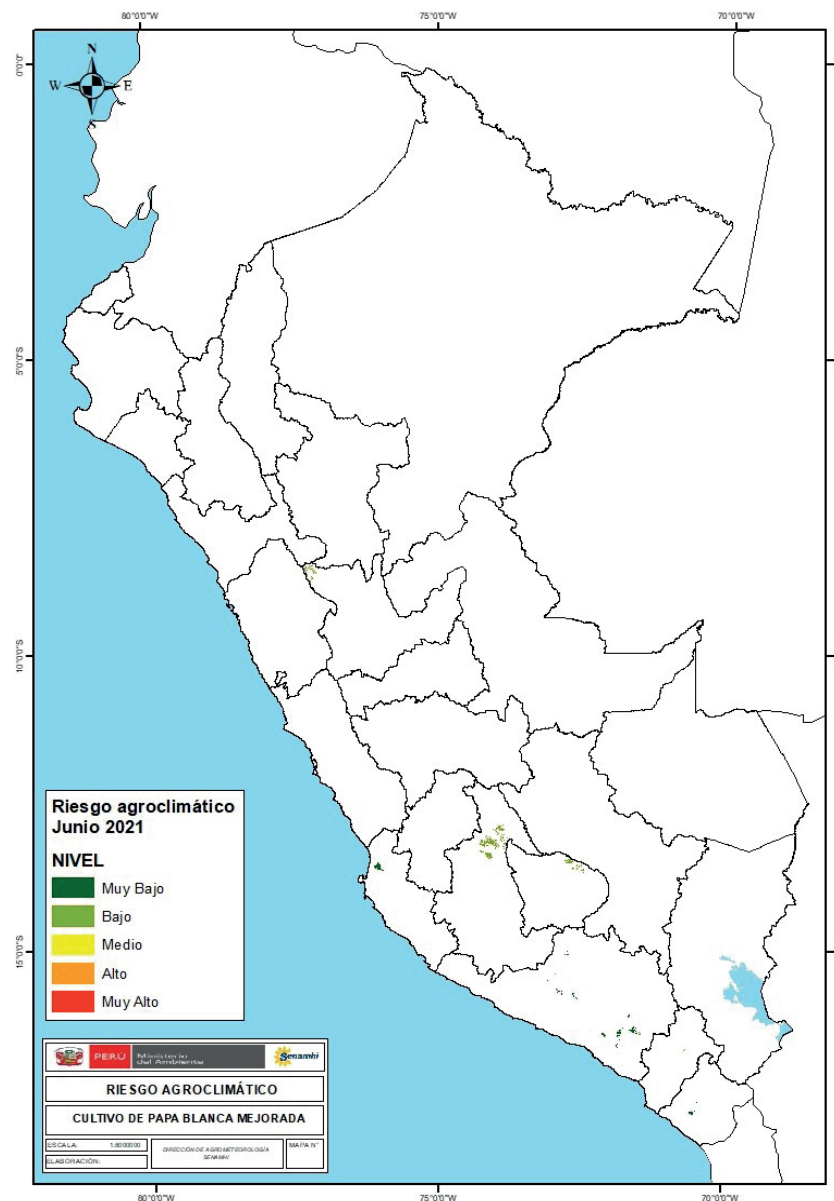 80°0'0"W
75°0'0"W
70°0'0"W
N
W
E
S
0°0'0"
5°0'0"S
10°0'0"S
15°0'0"S
Riesgo agroclimático
Junio 2021
NIVEL
Muy Bajo
Bajo
Medio
Alto
Muy Alto
PERÚ
Ministerio
del Ambiente
Senamhi
RIESGO AGROCLIMÁTICO
CULTIVO DE PAPA BLANCA MEJORADA
ESCALA: 1:8000000
ELABORACIÓN:
DIRECCIÓN DE AGROMETEOROLOGÍA
SENAMHI
MAPA N°
80°0'0"W
75°0'0"W
70°0'0"W